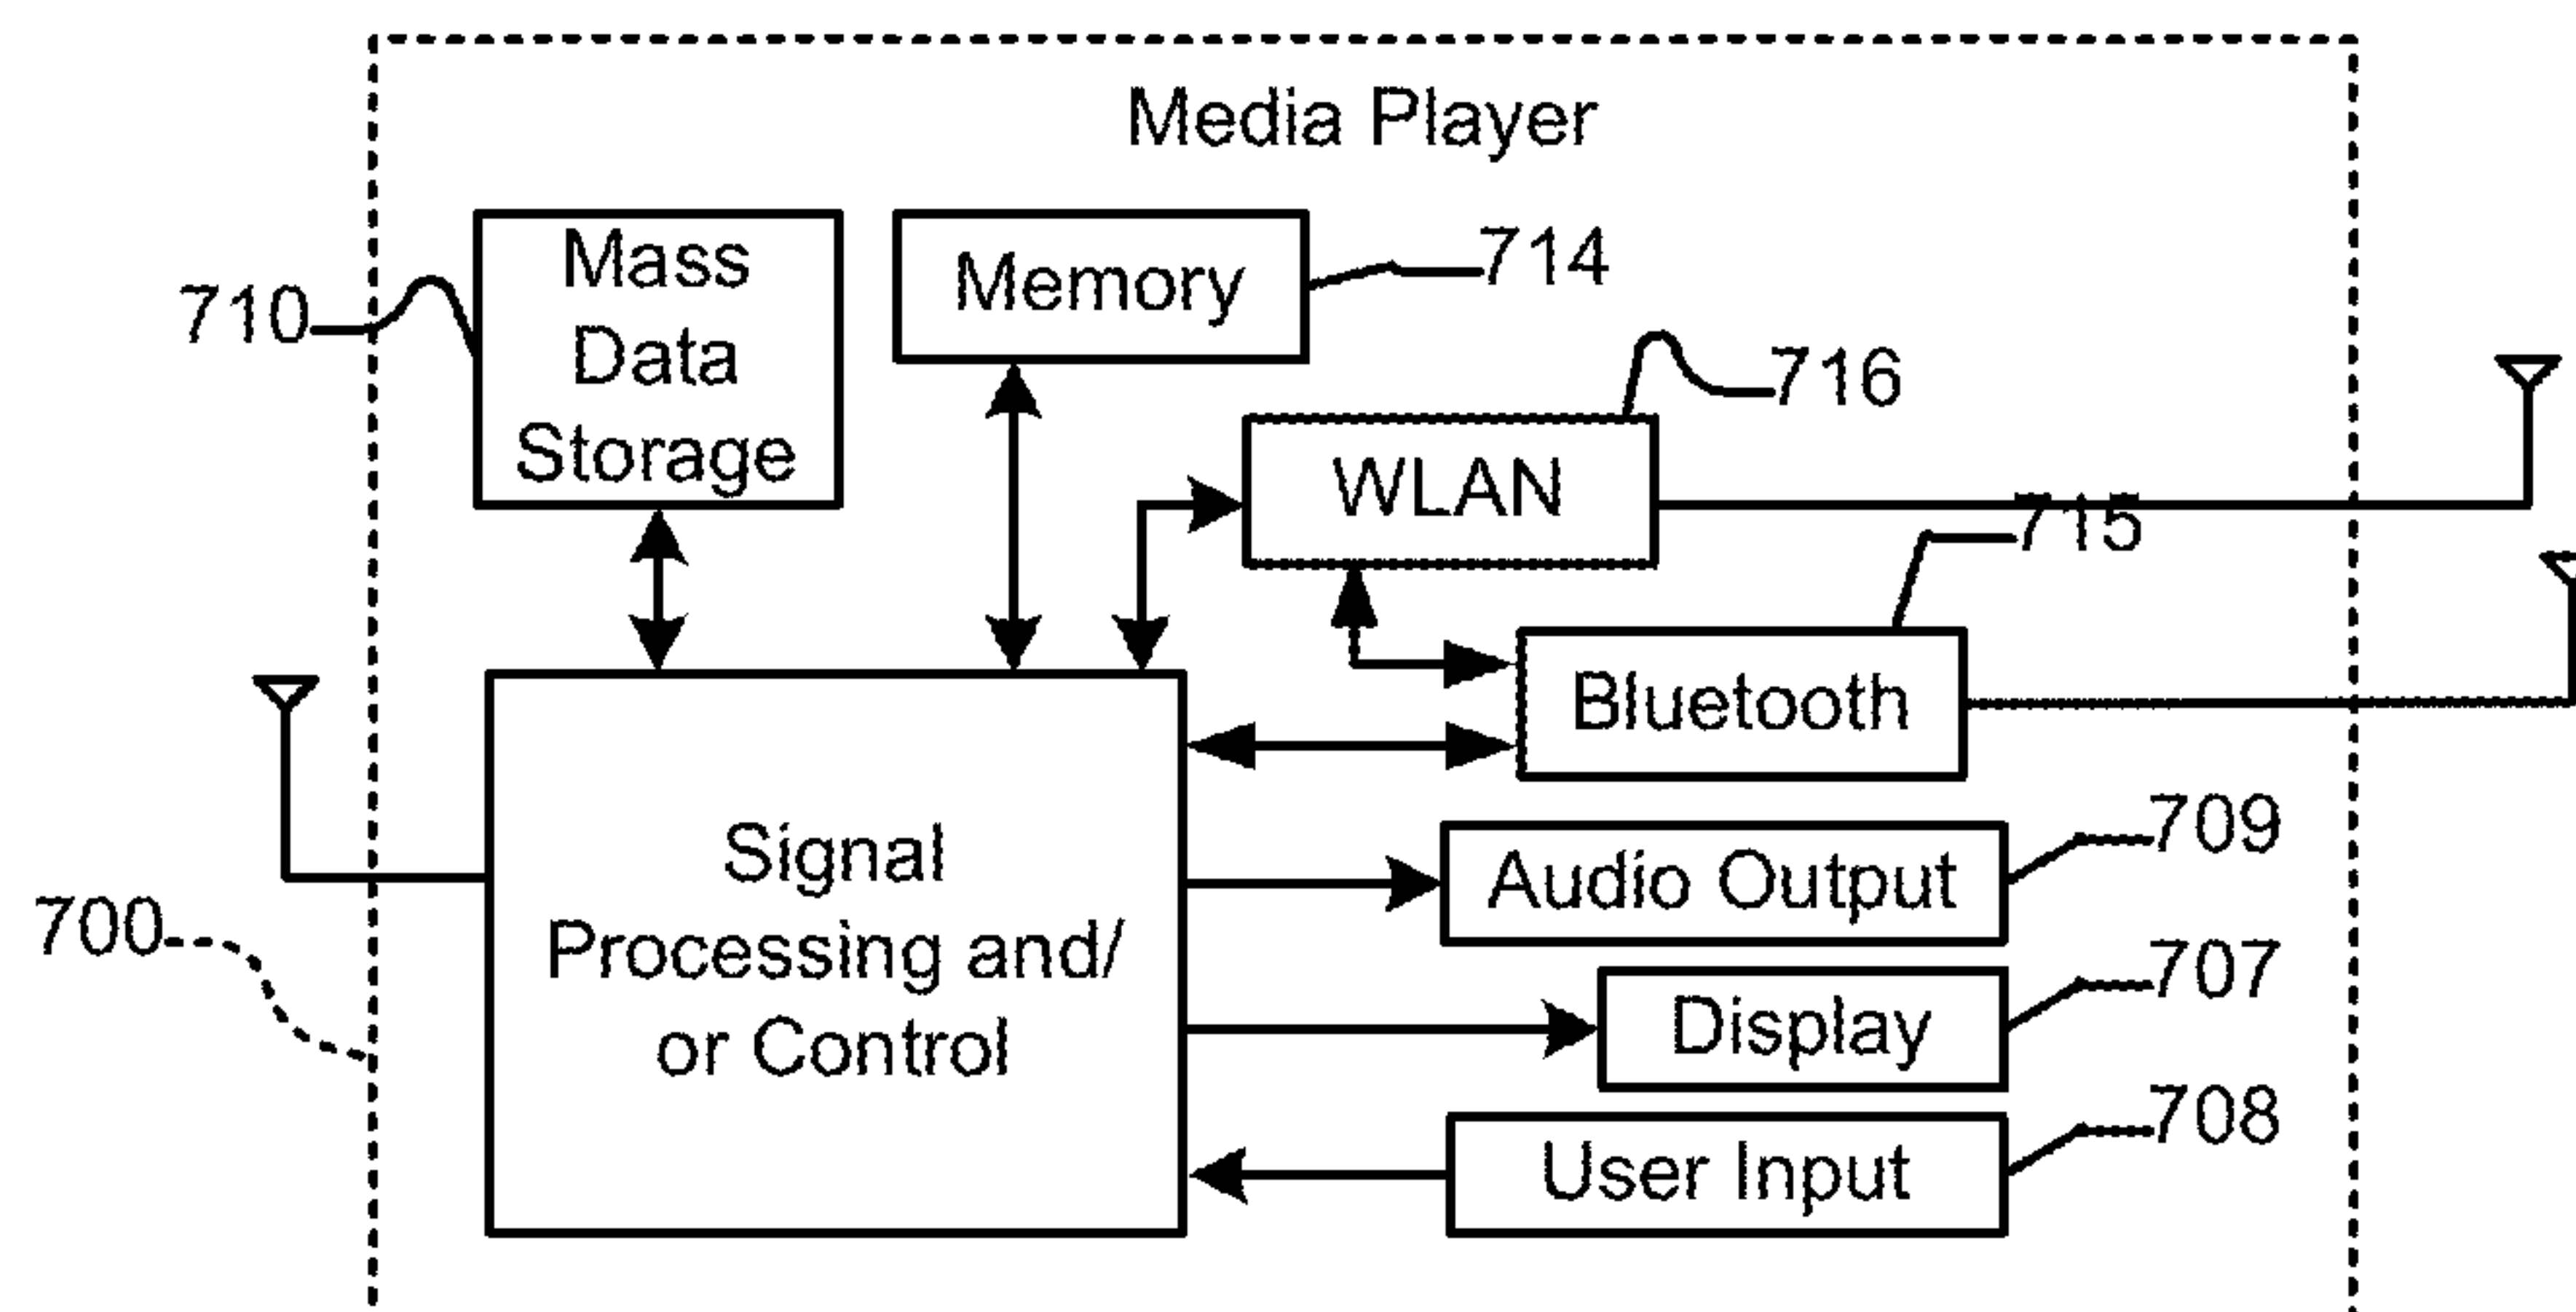 Media Player
Mass
Data
Storage
710
Memory
714
716
WLAN
715
Bluetooth
Signal
Processing and/
or Control
700
Audio Output
709
Display
707
User Input
708